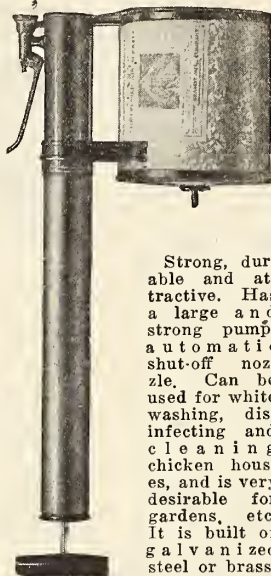 Strong, dur
able and at
tractive. Has
a large and
strong pump,
automatic
shut-off noz
zle. Can be
used for white
washing, dis
infecting and
cleaning
chicken hous
es, and is very
desirable for
gardens, etc
It is built of
galvanized
steel or brass